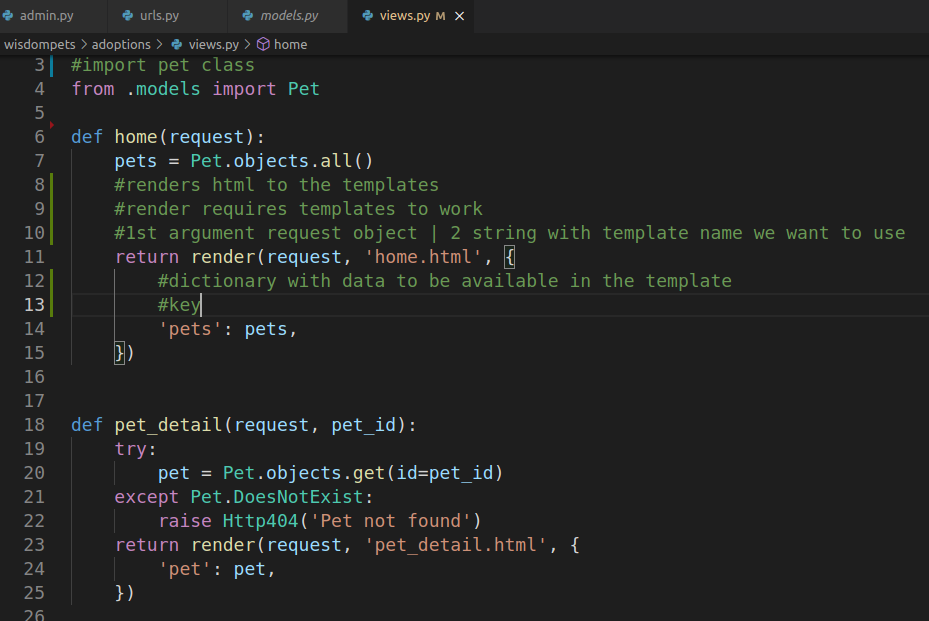 admin.py urls.py models.py views.py M
wisdompets > adoptions > views.py > home
3 #import pet class
4 from .models import Pet
5
6 def home(request):
7     pets = Pet.objects.all()
8     #renders html to the templates
9     #render requires templates to work
10     #1st argument request object | 2 string with template name we want to use
11     return render(request, 'home.html', {
12         #dictionary with data to be available in the template
13         #key
14         'pets': pets,
15     })
16
17
18 def pet_detail(request, pet_id):
19     try:
20         pet = Pet.objects.get(id=pet_id)
21     except Pet.DoesNotExist:
22         raise Http404('Pet not found')
23     return render(request, 'pet_detail.html', {
24         'pet': pet,
25     })
26